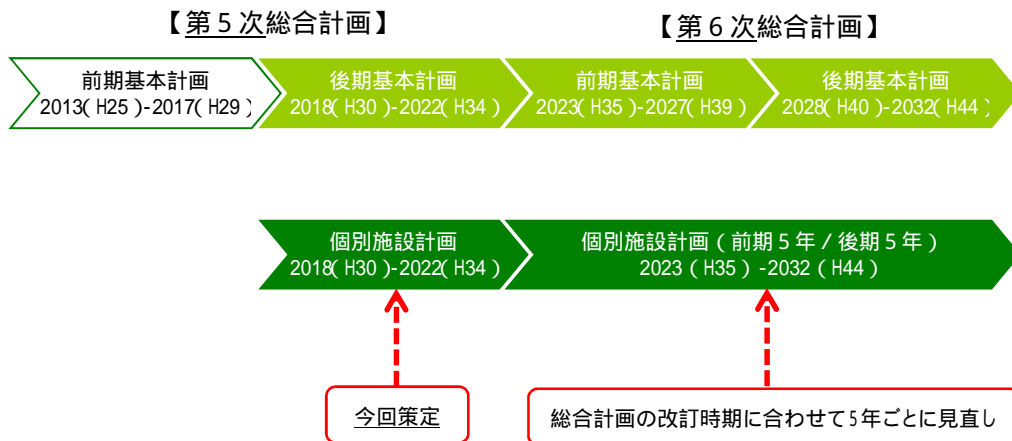 【第５次総合計画】
【第６次総合計画】
前期基本計画
2013(H25)-2017(H29)
後期基本計画
2018(H30)-2022(H34)
前期基本計画
2023(H35)-2027(H39)
後期基本計画
2028(H40)-2032(H44)
個別施設計画
2018(H30)-2022(H34)
個別施設計画(前期５年/後期５年)
2023(H35)-2032(H44)
今回策定
総合計画の改訂時期に合わせて5年ごとに見直し